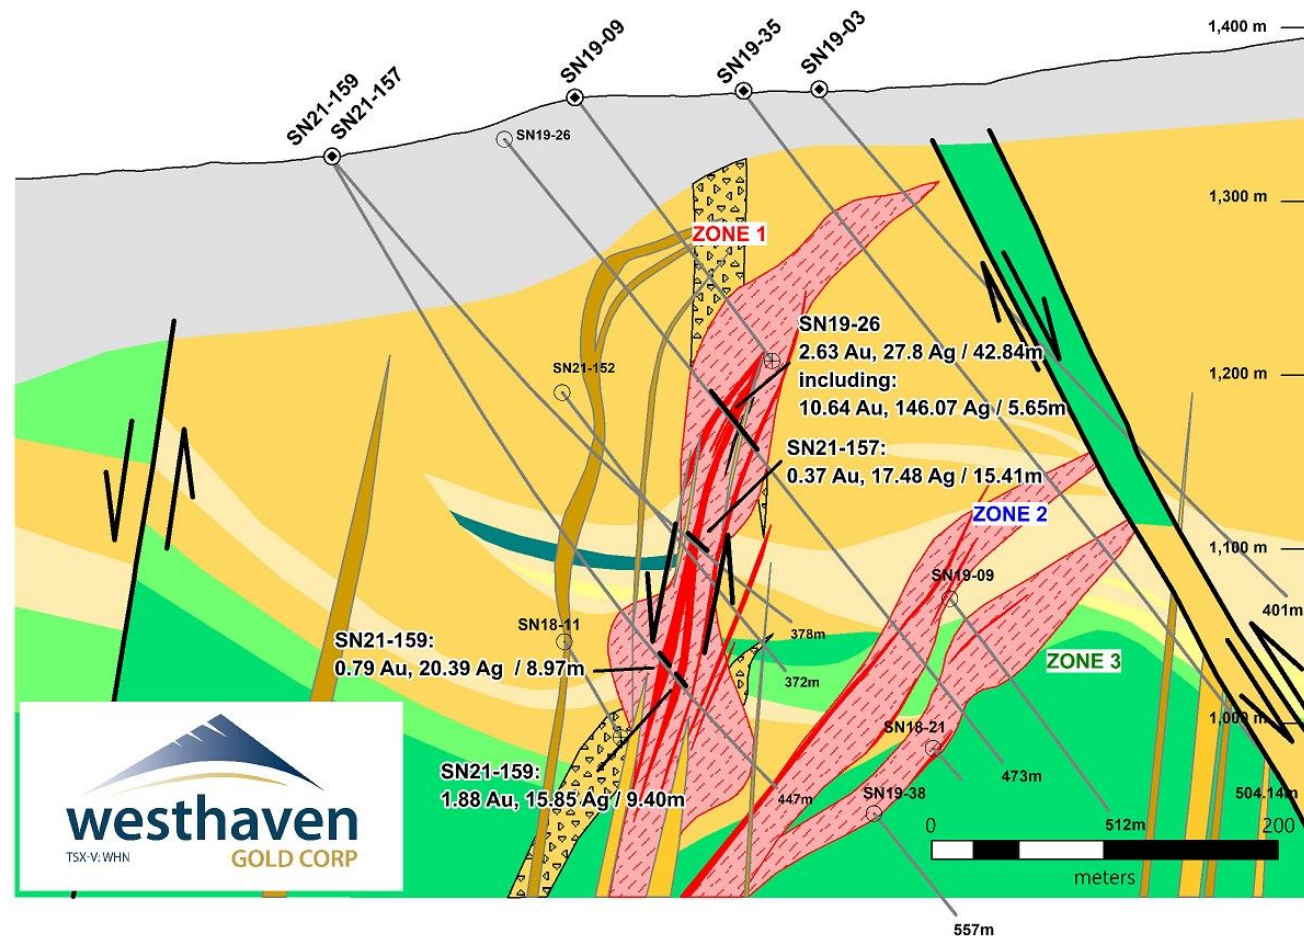 1,400 m
SN19-09
SN19-35
SN19-03
SN21-159
SN21-157
SN19-26
1,300 m
ZONE 1
SN19-26
2.63 Au, 27.8 Ag / 42.84m
including:
10.64 Au, 146.07 Ag / 5.65m
1,200 m
SN21-152
SN21-157:
0.37 Au, 17.48 Ag / 15.41m
ZONE 2
1,100 m
SN19-09
401m
SN18-11
378m
SN21-159:
0.79 Au, 20.39 Ag / 8.97m
372m
ZONE 3
1,000 m
SN18-21
473m
SN21-159:
1.88 Au, 15.85 Ag / 9.40m
447m
SN19-38
504.14m
512m
0
200
meters
557m
westhaven
TSX-V: WHN
GOLD CORP